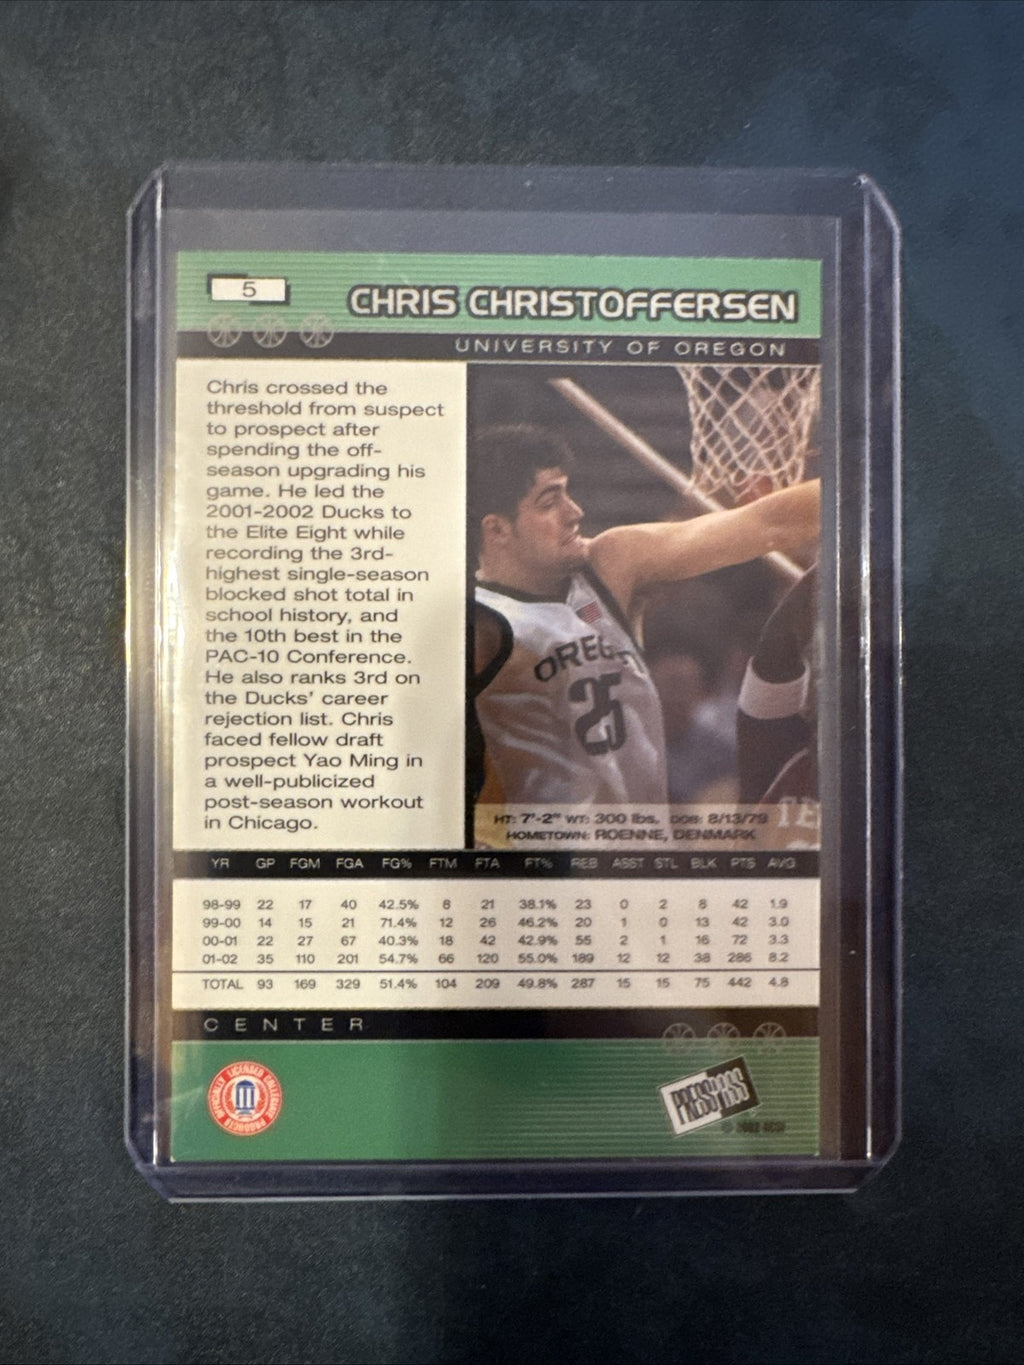 5
CHRIS CHRISTOFFERSEN
UNIVERSITY OF OREGON
Chris crossed the
threshold from suspect
to prospect after
spending the off-
season upgrading his
game. He led the
2001-2002 Ducks to
the Elite Eight while
recording the 3rd-
highest single-season
blocked shot total in
school history, and
the 10th best in the
PAC-10 Conference.
He also ranks 3rd on
the Ducks' career
rejection list. Chris
faced fellow draft
prospect Yao Ming in
a well-publicized
post-season workout
in Chicago.
OREGON
25
TE
HT: 7'-2" WT: 300 lbs. DOB: 8/13/79
HOMETOWN: ROENNE, DENMARK
YR GP FGM FGA FG% FTM FTA FT% REB ASST STL BLK PTS AVG
98-99 22 17 40 42.5% 8 21 38.1% 23 0 2 8 42 1.9
99-00 14 15 21 71.4% 12 26 46.2% 20 1 0 13 42 3.0
00-01 22 27 67 40.3% 18 42 42.9% 55 2 1 16 72 3.3
01-02 35 110 201 54.7% 66 120 55.0% 189 12 12 38 286 8.2
TOTAL 93 169 329 51.4% 104 209 49.8% 287 15 15 75 442 4.8
CENTER
OFFICIALLY LICENSED COLLEGIATE PRODUCTS
PRESS PASS
© 2002